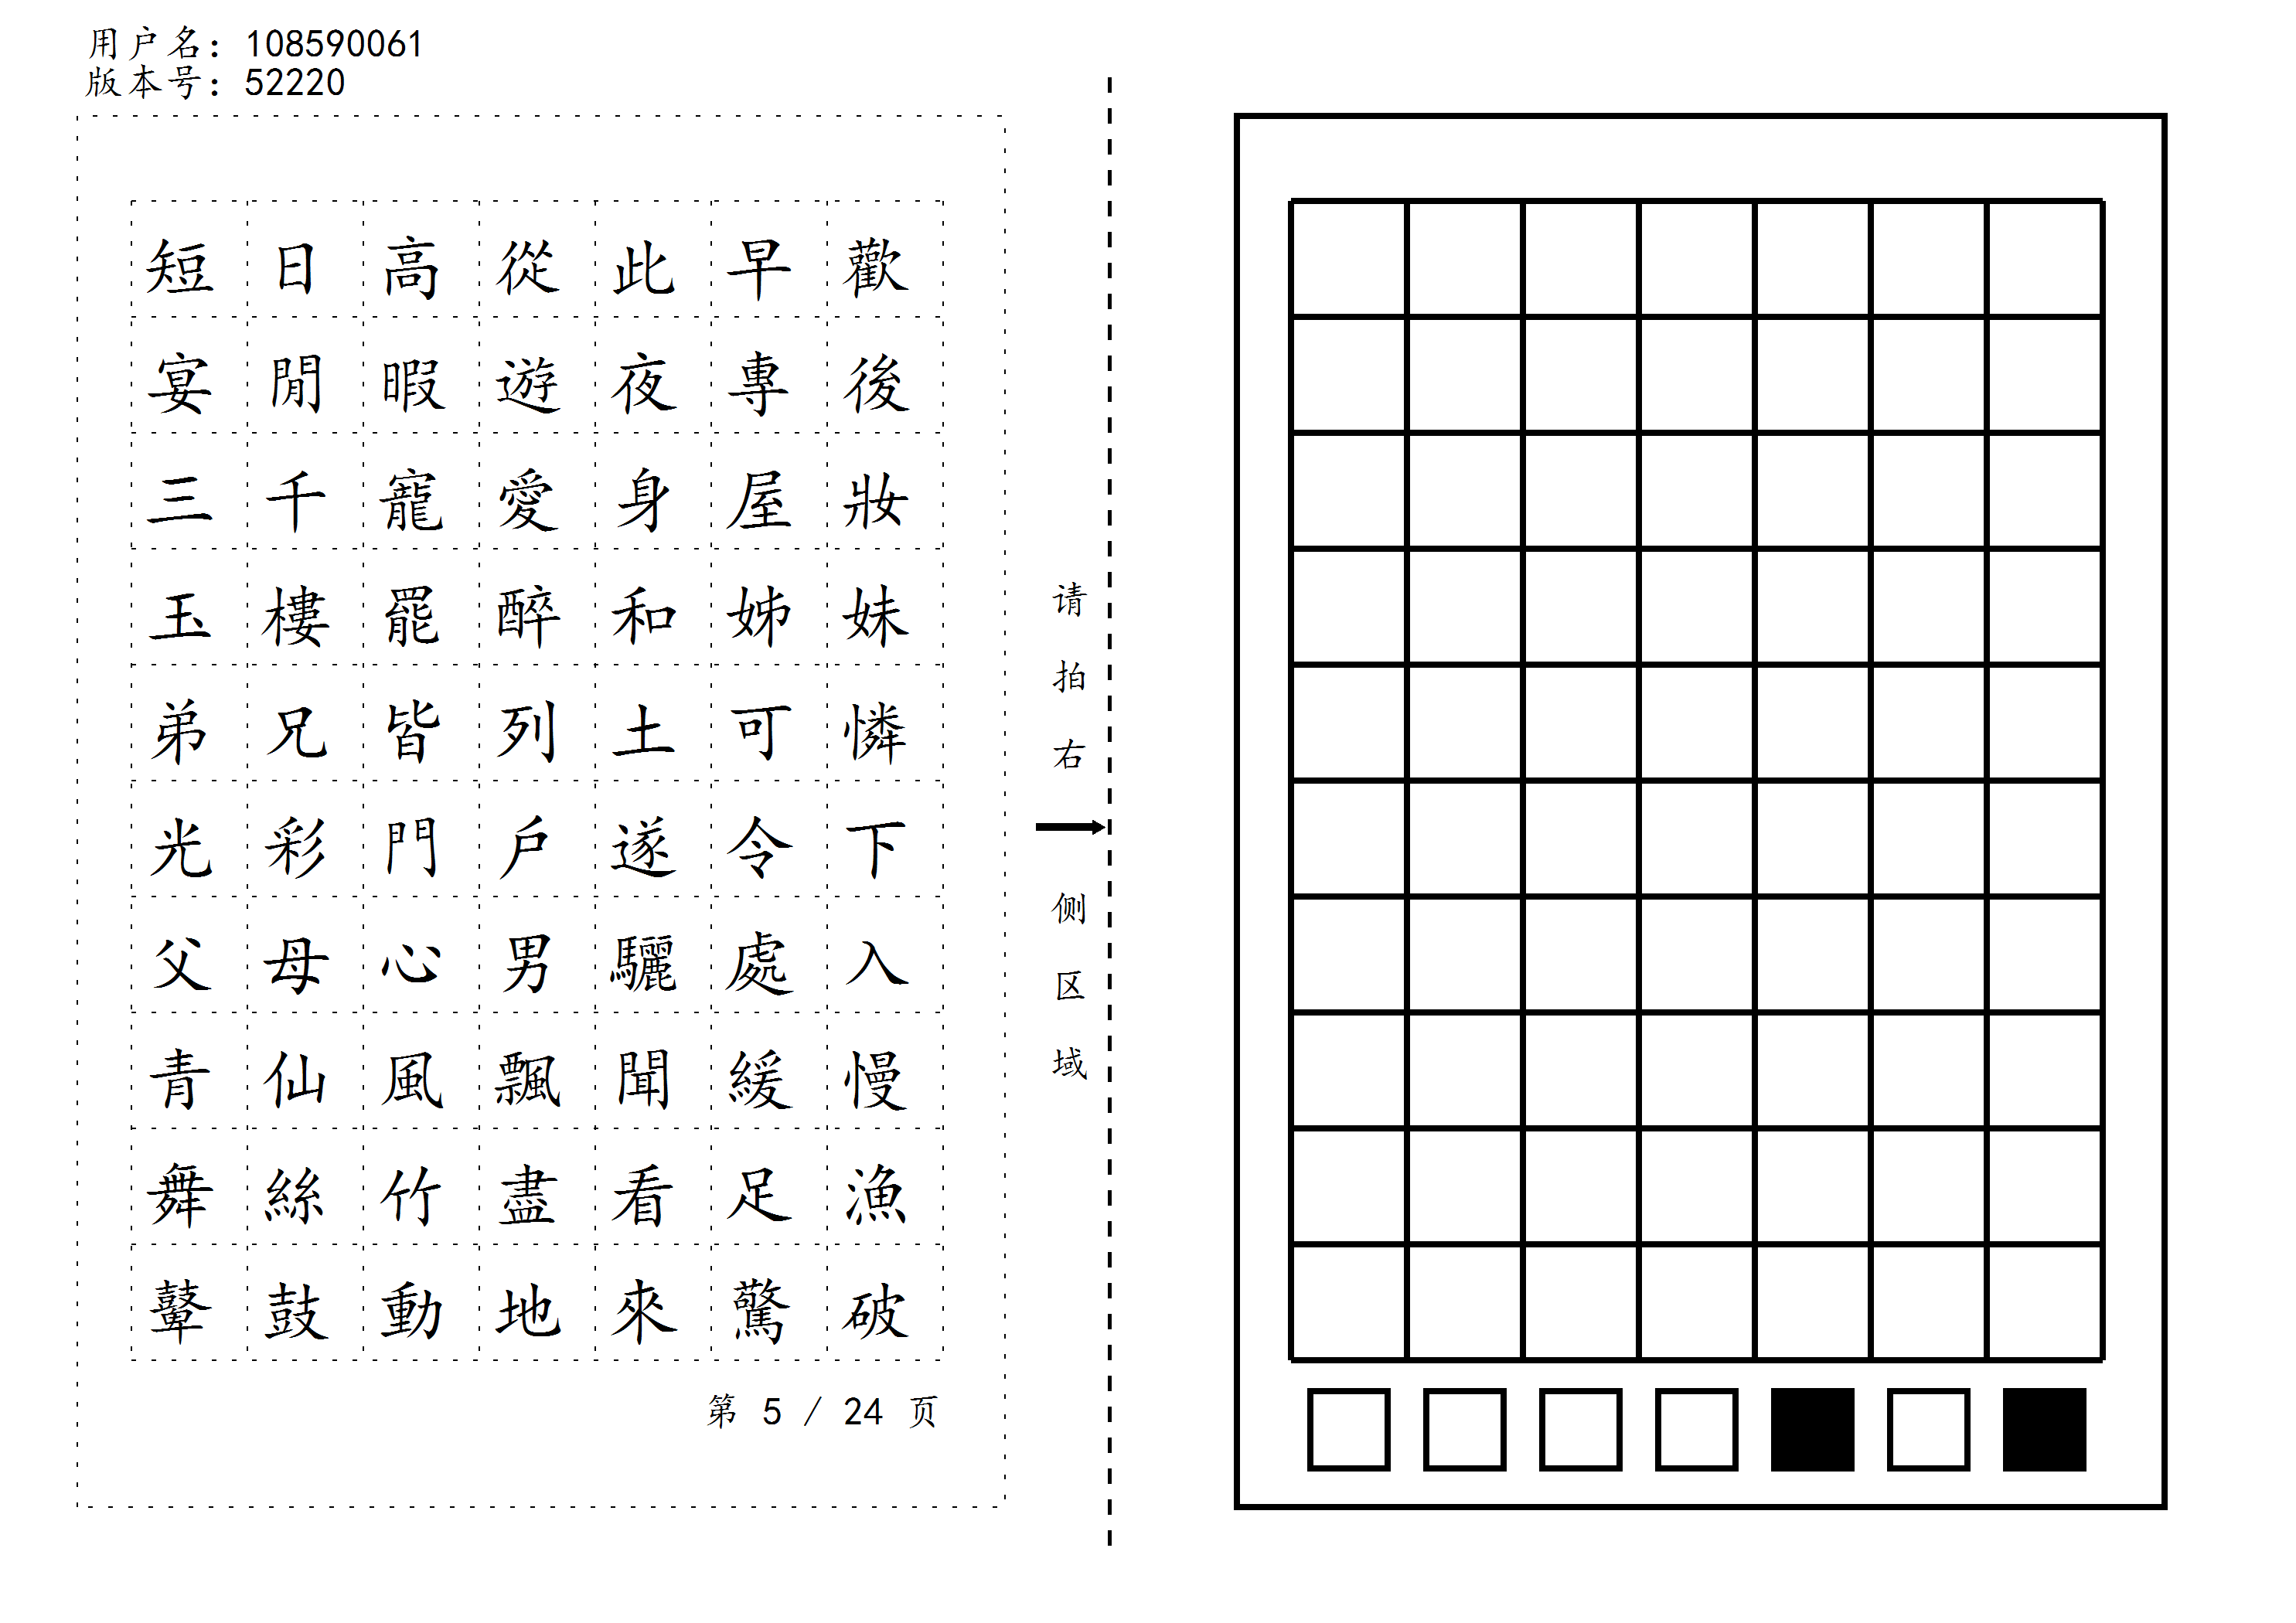 用户名：108590061
版本号：52220
短日高從此早歡
宴閒暇遊夜專後
三千寵愛身屋妝
玉樓罷醉和姊妹
弟兄皆列土可憐
光彩門戶遂令下
父母心男驪處入
青仙風飄聞緩慢
舞絲竹盡看足漁
鼙鼓動地來驚破
第 5 / 24 页
请拍右侧区域